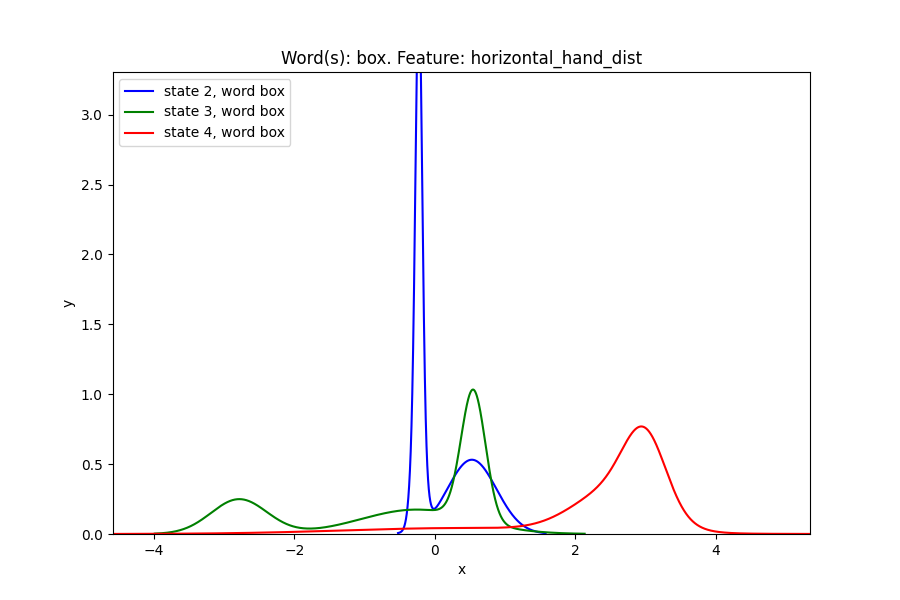 Word(s): box. Feature: horizontal_hand_dist
state 2, word box
state 3, word box
state 4, word box
3.0
2.5
2.0
1.5
1.0
0.5
0.0
y
−4
−2
0
2
4
x